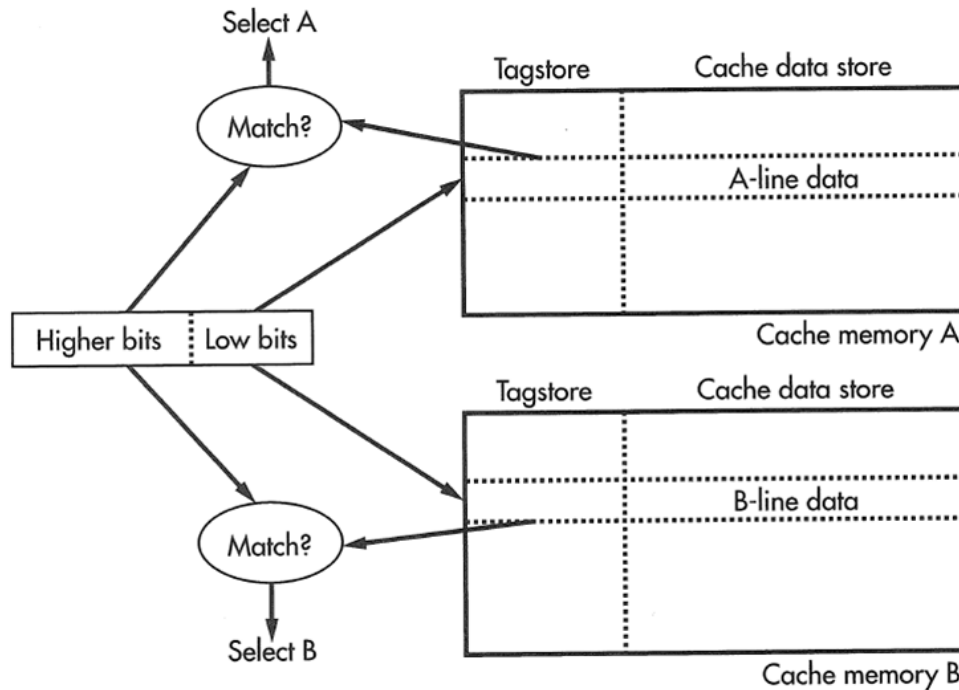 Select A
Tagstore
Cache data store
Match?
A-line data
Higher bits
Low bits
Cache memory A
Tagstore
Cache data store
B-line data
Match?
Select B
Cache memory B